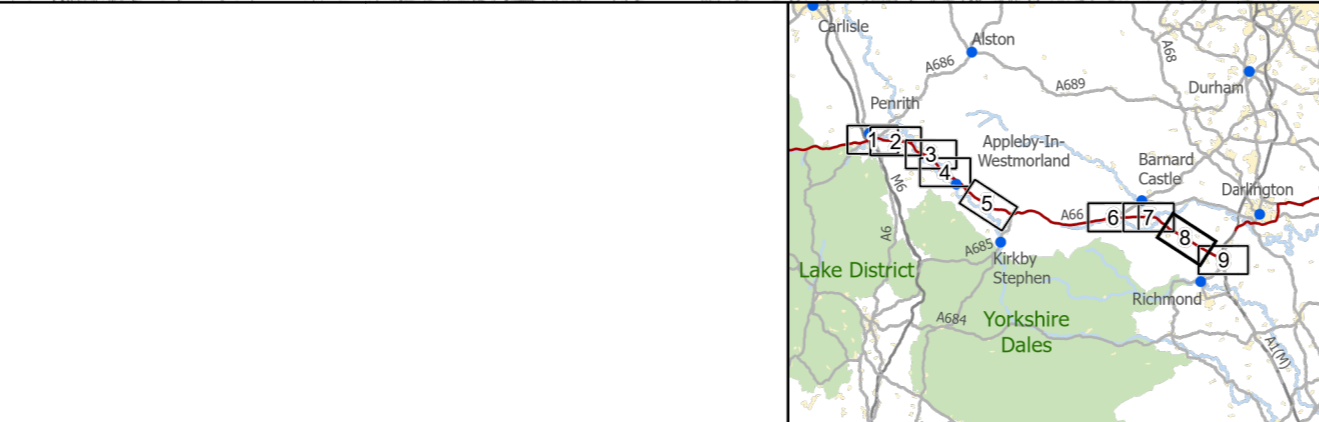 Carlisle
Alston
A68
A686
A689
Durham
Penrith
1
2
3
4
Appleby-In-
Westmorland
Barnard
Castle
M6
5
A66
6
7
Darlington
8
A6
A685
9
Kirkby
Stephen
Lake District
Richmond
A684
Yorkshire
Dales
A1(M)